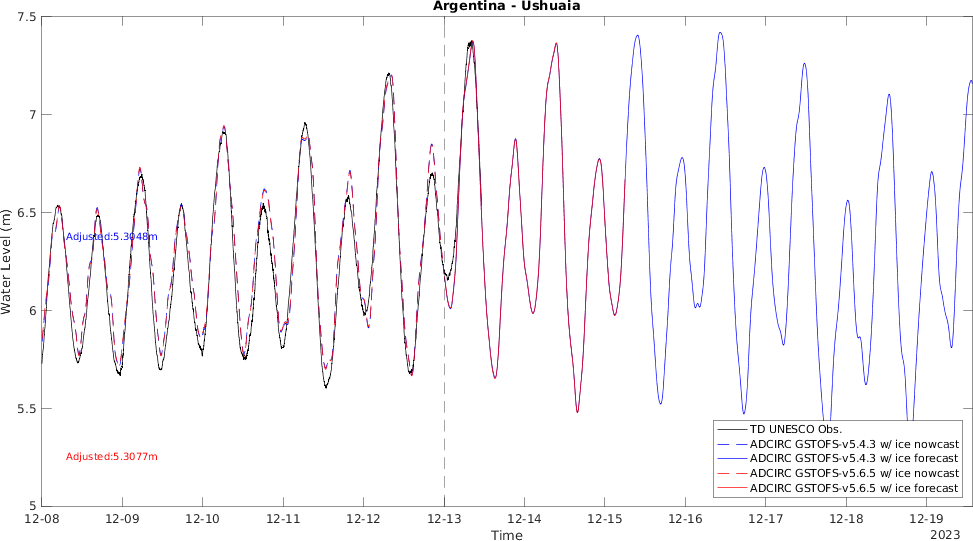 Argentina - Ushuaia
7.5
7
6.5
6
5.5
5
Water Level (m)
Adjusted:5.3048m
Adjusted:5.3077m
TD UNESCO Obs.
ADCIRC GSTOFS-v5.4.3 w/ ice nowcast
ADCIRC GSTOFS-v5.4.3 w/ ice forecast
ADCIRC GSTOFS-v5.6.5 w/ ice nowcast
ADCIRC GSTOFS-v5.6.5 w/ ice forecast
12-08 12-09 12-10 12-11 12-12 12-13 12-14 12-15 12-16 12-17 12-18 12-19
Time
2023